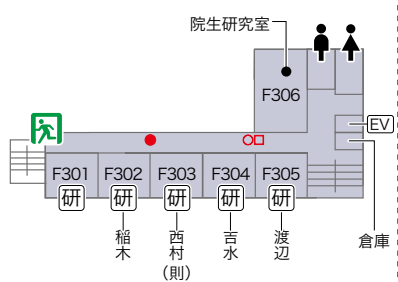 院生研究室
F306
EV
F301
F302
F303
F304
F305
研
研
研
研
研
稲木
西村(則)
吉水
渡辺
倉庫